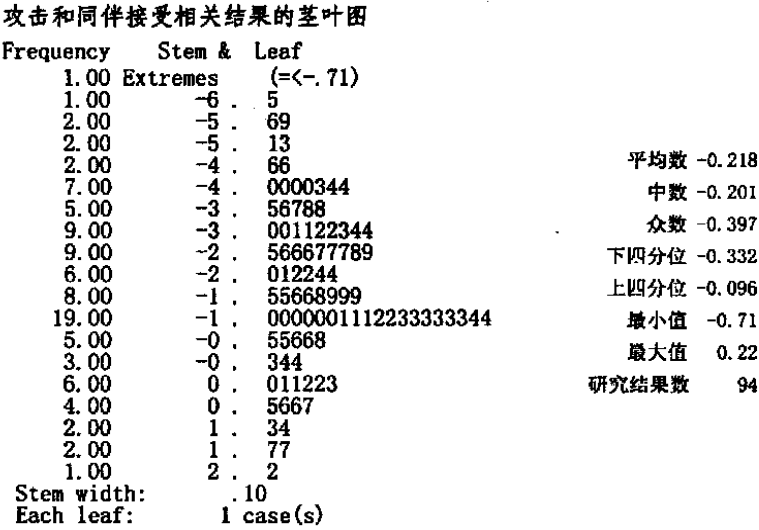 攻击和同伴接受相关结果的茎叶图
Frequency Stem & Leaf
1.00 Extremes (=<-.71)
1.00 -6 . 5
2.00 -5 . 69
2.00 -5 . 13
2.00 -4 . 66
7.00 -4 . 0000344
5.00 -3 . 56788
9.00 -3 . 001122344
9.00 -2 . 566677789
6.00 -2 . 012244
8.00 -1 . 55668999
19.00 -1 . 0000001112233333344
5.00 -0 . 55668
3.00 -0 . 344
6.00 0 . 011223
4.00 0 . 5667
2.00 1 . 34
2.00 1 . 77
1.00 2 . 2
Stem width: .10
Each leaf: 1 case(s)
平均数 -0.218
中数 -0.201
众数 -0.397
下四分位 -0.332
上四分位 -0.096
最小值 -0.71
最大值 0.22
研究结果数 94